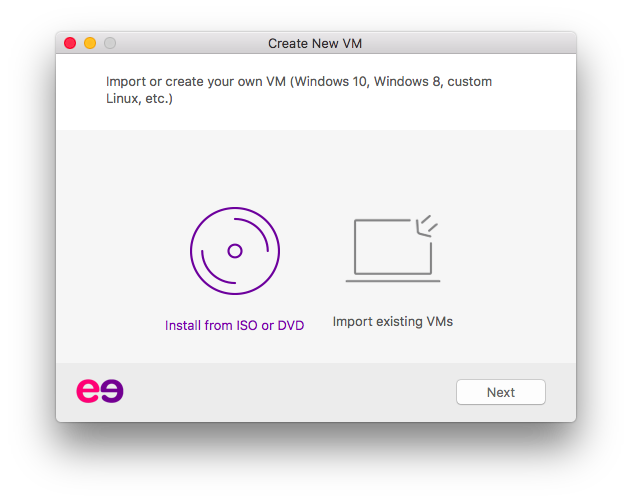 Create New VM
Import or create your own VM (Windows 10, Windows 8, custom
Linux, etc.)
Install from ISO or DVD
Import existing VMs
Next